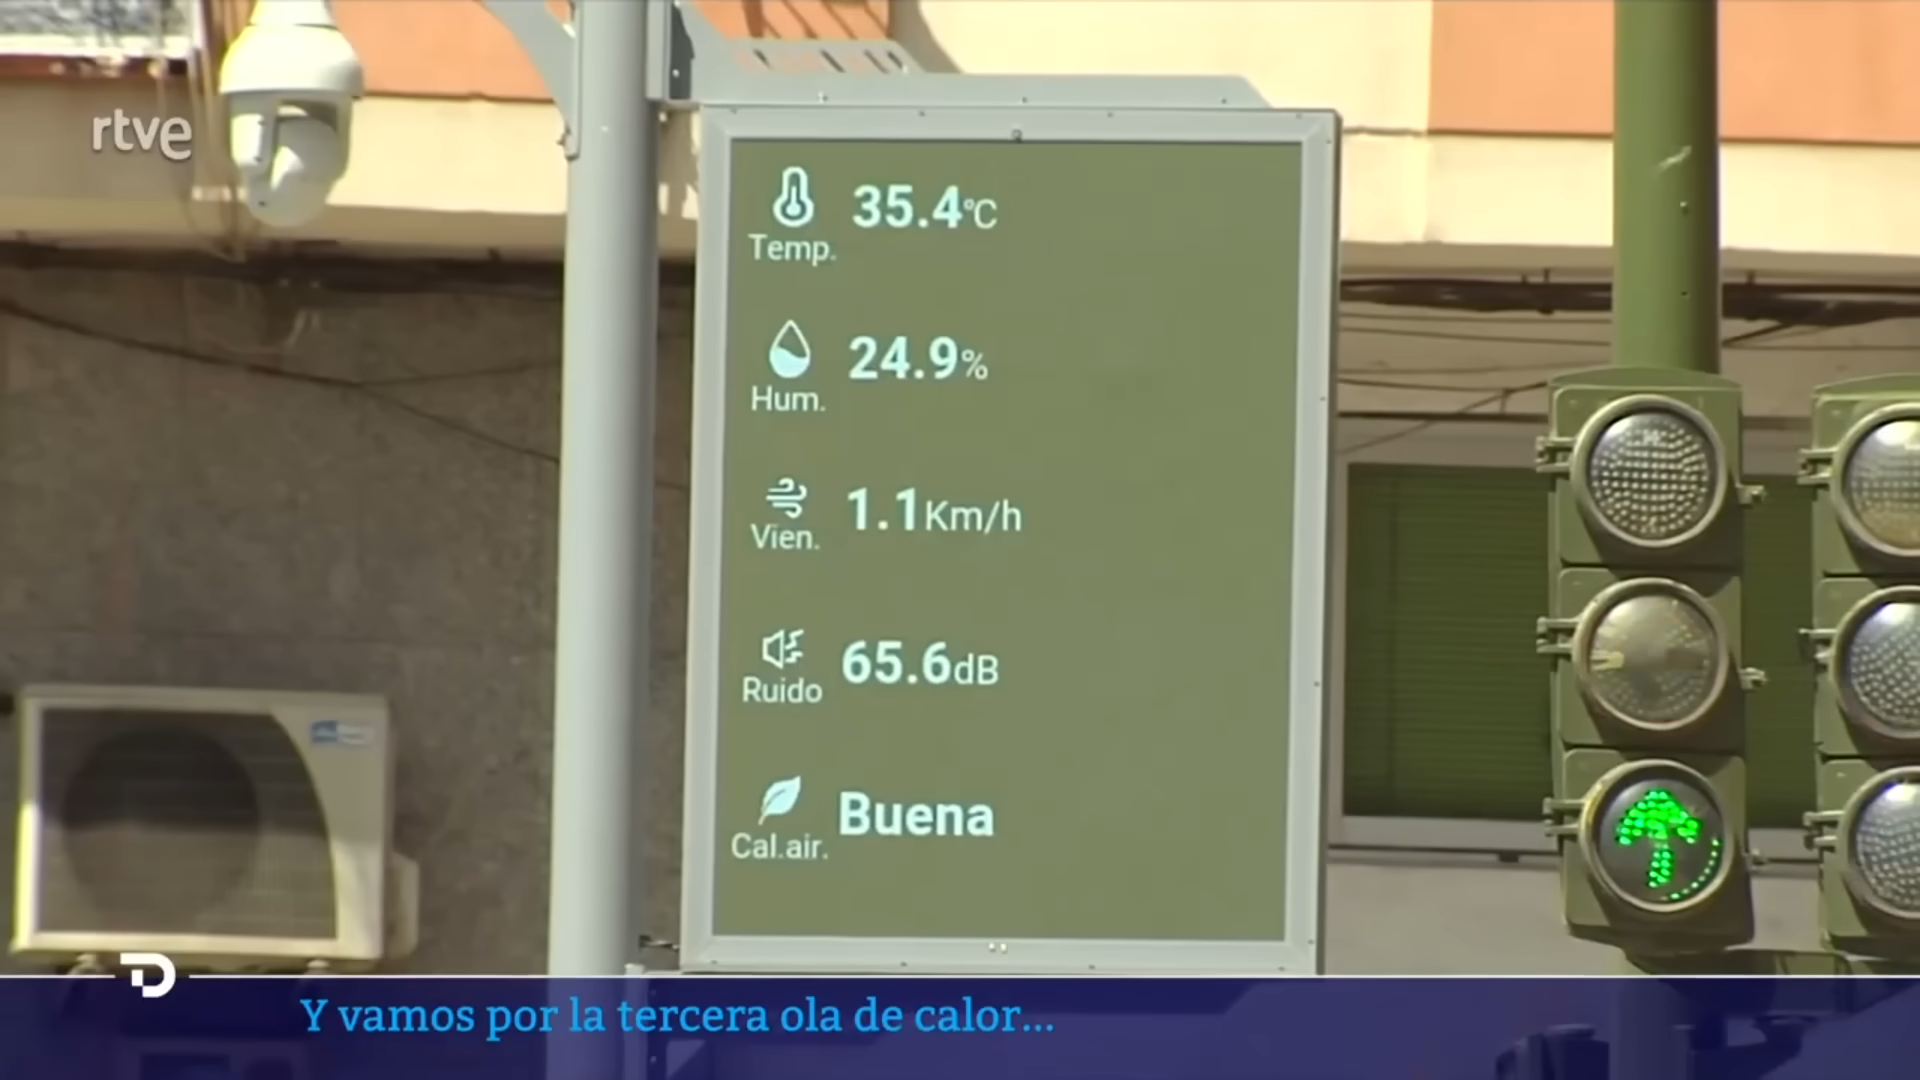 rtve
35.4°C
Temp.
24.9%
Hum.
1.1Km/h
Vien.
65.6dB
Ruido
Buena
Cal.air.
Y vamos por la tercera ola de calor...